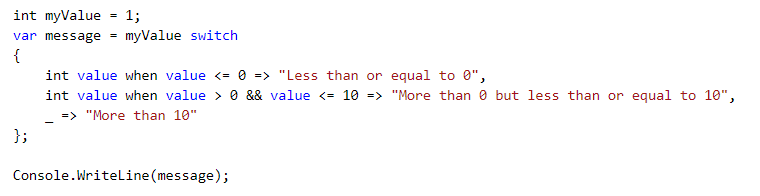 int myValue = 1;
var message = myValue switch
{
    int value when value <= 0 => "Less than or equal to 0",
    int value when value > 0 && value <= 10 => "More than 0 but less than or equal to 10",
    _ => "More than 10"
};

Console.WriteLine(message);